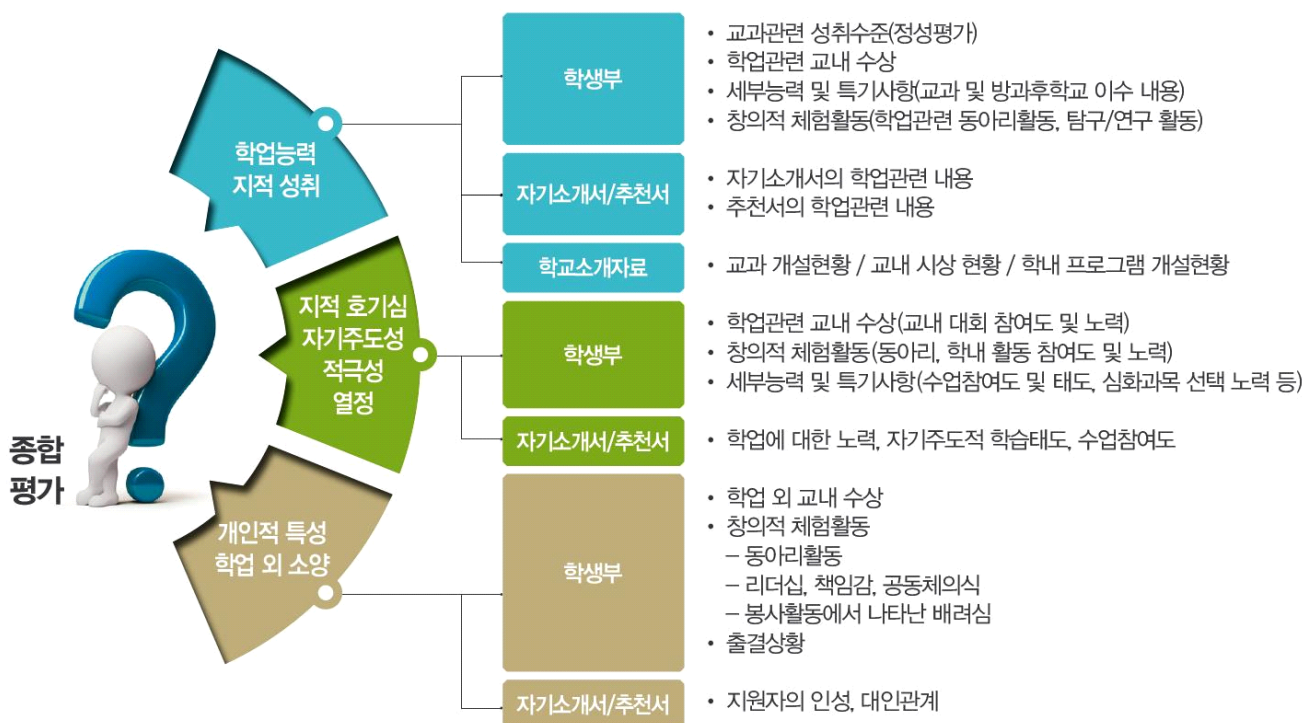 종합
평가
학업능력
지적 성취
학생부
• 교과관련 성취수준(정성평가)
• 학업관련 교내 수상
• 세부능력 및 특기사항(교과 및 방과후학교 이수 내용)
• 창의적 체험활동(학업관련 동아리활동, 탐구/연구 활동)
자기소개서/추천서
• 자기소개서의 학업관련 내용
• 추천서의 학업관련 내용
학교소개자료
• 교과 개설현황 / 교내 시상 현황 / 학내 프로그램 개설현황
지적 호기심
자기주도성
적극성
열정
학생부
• 학업관련 교내 수상(교내 대회 참여도 및 노력)
• 창의적 체험활동(동아리, 학내 활동 참여도 및 노력)
• 세부능력 및 특기사항(수업참여도 및 태도, 심화과목 선택 노력 등)
자기소개서/추천서
• 학업에 대한 노력, 자기주도적 학습태도, 수업참여도
개인적 특성
학업 외 소양
학생부
• 학업 외 교내 수상
• 창의적 체험활동
– 동아리활동
– 리더십, 책임감, 공동체의식
– 봉사활동에서 나타난 배려심
• 출결상황
자기소개서/추천서
• 지원자의 인성, 대인관계